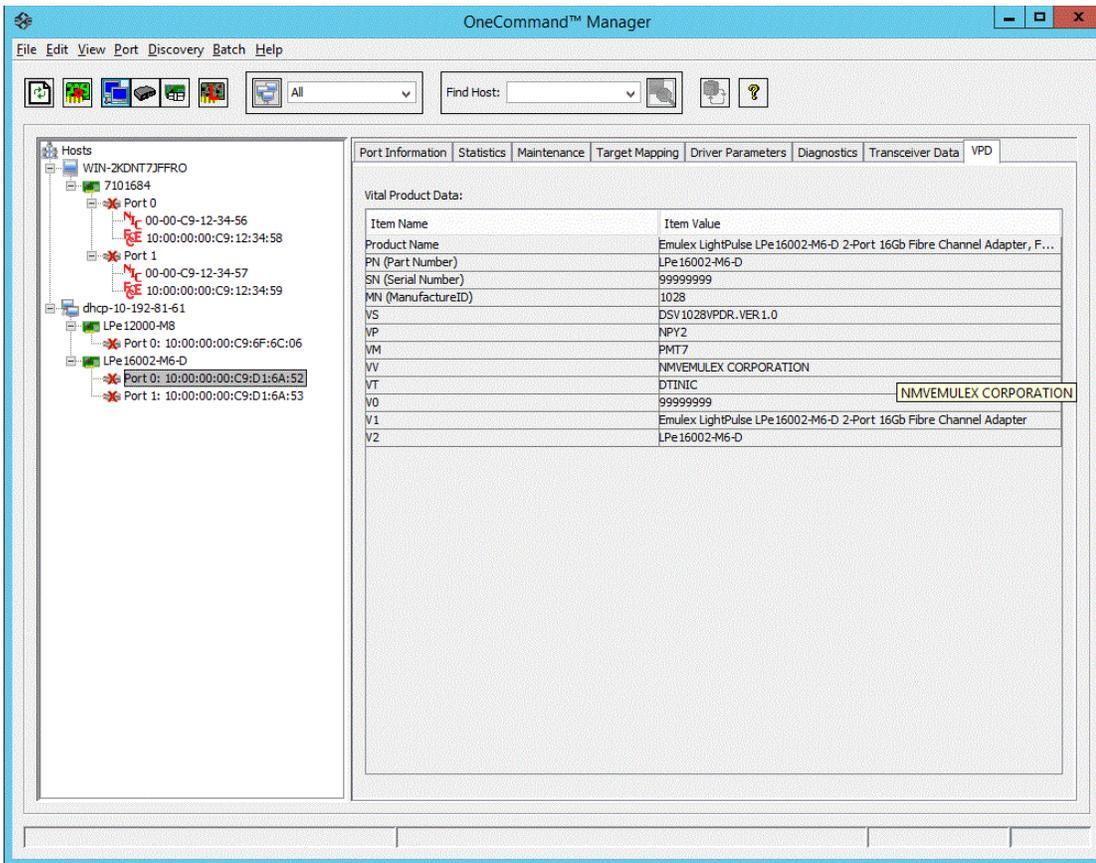 OneCommand™ Manager
File Edit View Port Discovery Batch Help
All
Find Host:
Hosts
WIN-2KDNT7JFFRO
7101684
Port 0
NIC 00-00-C9-12-34-56
FCoE 10:00:00:00:C9:12:34:58
Port 1
NIC 00-00-C9-12-34-57
FCoE 10:00:00:00:C9:12:34:59
dhcp-10-192-81-61
LPe12000-M8
Port 0: 10:00:00:00:C9:6F:6C:06
LPe16002-M6-D
Port 0: 10:00:00:00:C9:D1:6A:52
Port 1: 10:00:00:00:C9:D1:6A:53
Port Information Statistics Maintenance Target Mapping Driver Parameters Diagnostics Transceiver Data VPD
Vital Product Data:
Item Name Item Value
Product Name Emulex LightPulse LPe16002-M6-D 2-Port 16Gb Fibre Channel Adapter, F...
PN (Part Number) LPe16002-M6-D
SN (Serial Number) 99999999
MN (ManufactureID) 1028
VS DSV1028VPDR.VER1.0
VP NPY2
VM PMT7
VV NMVEMULEX CORPORATION
VT DTINIC
NMVEMULEX CORPORATION
V0 99999999
V1 Emulex LightPulse LPe16002-M6-D 2-Port 16Gb Fibre Channel Adapter
V2 LPe16002-M6-D